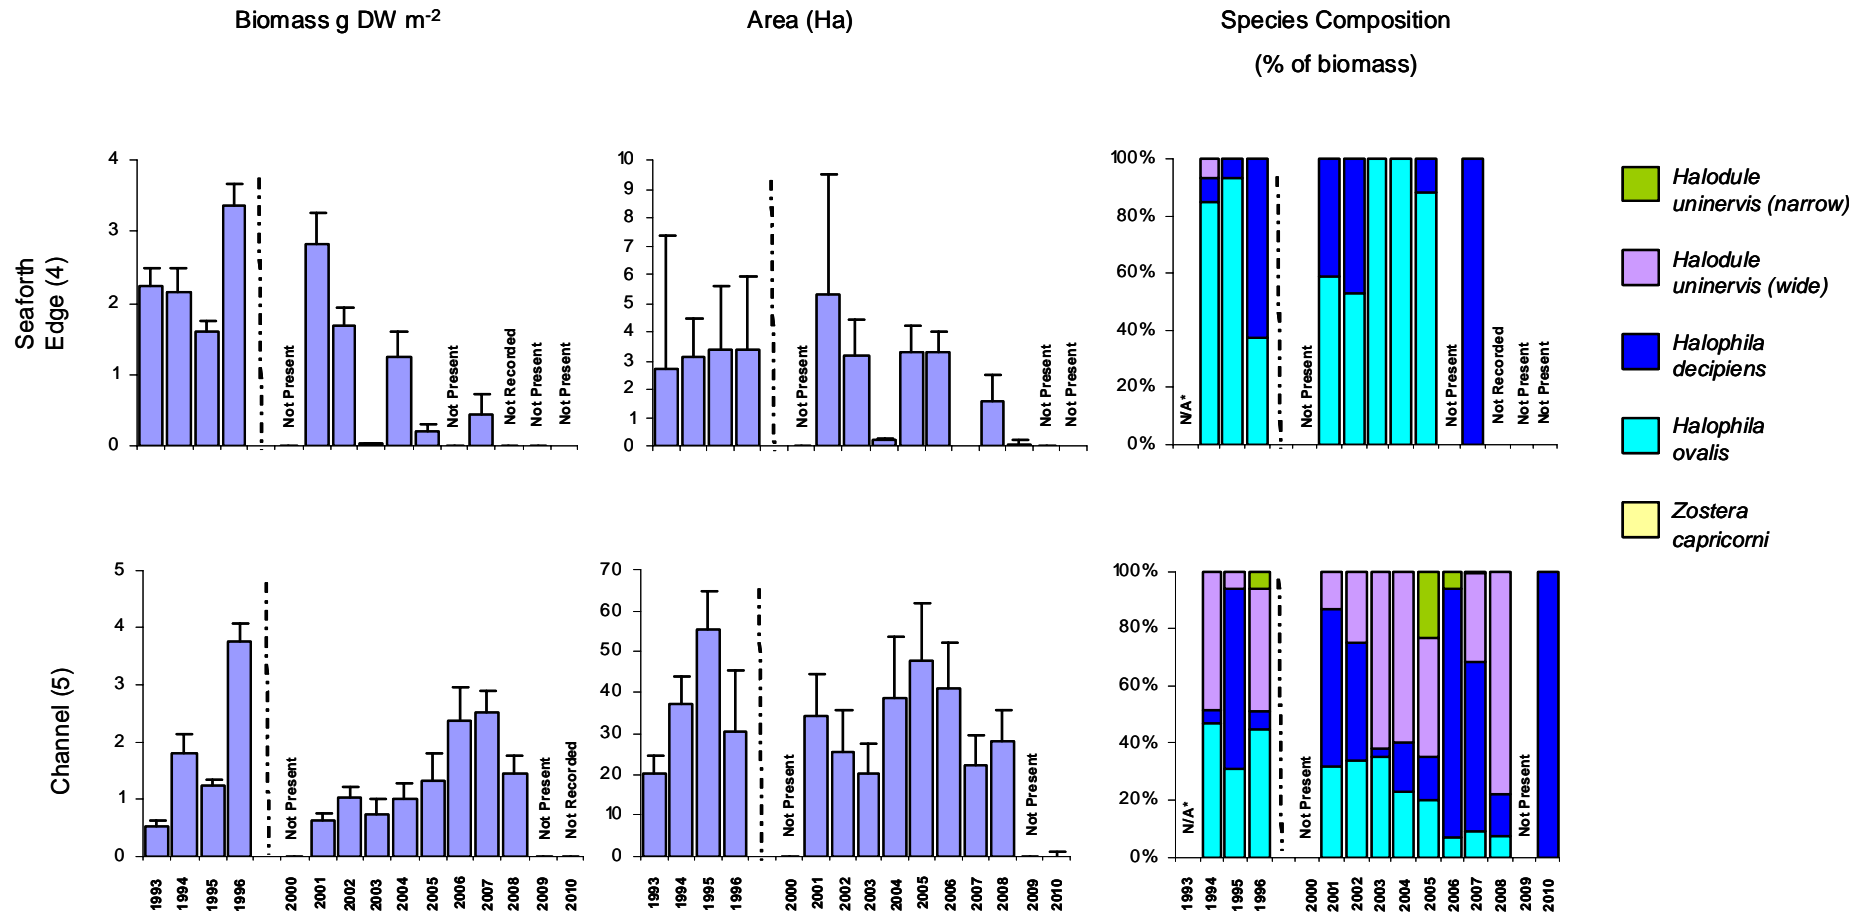 Biomass g DW m-2
Area (Ha)
Species Composition
(% of biomass)
Seaforth
Edge (4)
4
3
2
1
0
Not Present
Not Present
Not Recorded
Not Present
Not Present
10
9
8
7
6
5
4
3
2
1
0
Not Present
Not Present
Not Present
100%
80%
60%
40%
20%
0%
N/A*
Not Present
Not Present
Not Recorded
Not Present
Not Present
Halodule
uninervis (narrow)
Halodule
uninervis (wide)
Halophila
decipiens
Halophila
ovalis
Zostera
capricorni
Channel (5)
5
4
3
2
1
0
Not Present
Not Present
Not Recorded
1993
1994
1995
1996
2000
2001
2002
2003
2004
2005
2006
2007
2008
2009
2010
70
60
50
40
30
20
10
0
Not Present
Not Present
1993
1994
1995
1996
2000
2001
2002
2003
2004
2005
2006
2007
2008
2009
2010
100%
80%
60%
40%
20%
0%
N/A*
Not Present
Not Present
1993
1994
1995
1996
2000
2001
2002
2003
2004
2005
2006
2007
2008
2009
2010